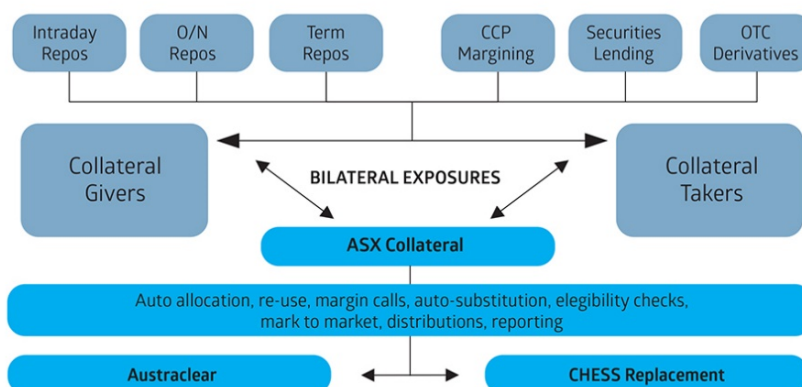 Intraday
Repos
O/N
Repos
Term
Repos
CCP
Margining
Securities
Lending
OTC
Derivatives
Collateral
Givers
BILATERAL EXPOSURES
Collateral
Takers
ASX Collateral
Auto allocation, re-use, margin calls, auto-substitution, elegibility checks,
mark to market, distributions, reporting
Austraclear
CHESS Replacement